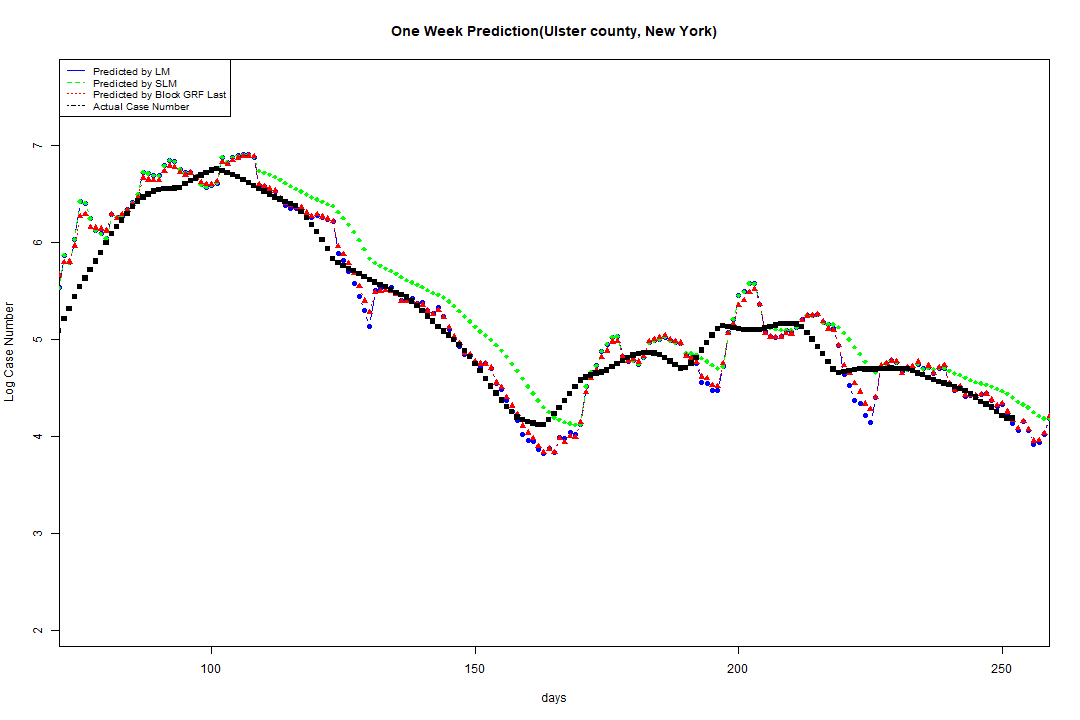 One Week Prediction(Ulster county, New York)
Predicted by LM
Predicted by SLM
Predicted by Block GRF Last
Actual Case Number
7
6
5
4
3
2
Log Case Number
100
150
200
250
days